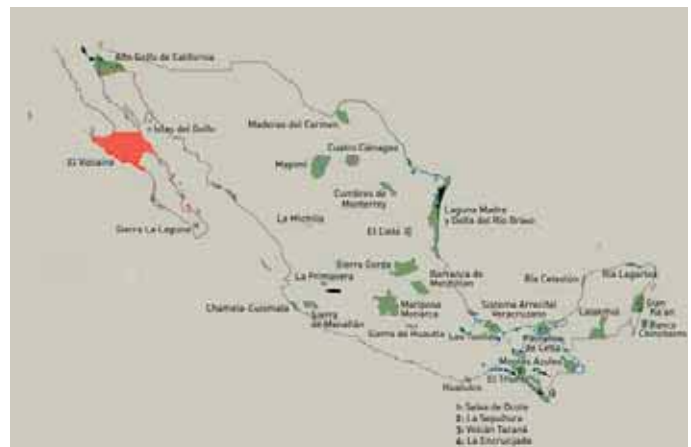 Alto Golfo de California
Islas del Golfo
Maderas del Carmen
Cuatro Ciénagas
Mapimí
El Vizcaíno
Cumbres de
Monterrey
Laguna Madre
y Delta del Río Bravo
La Michilia
El Cielo
Sierra La Laguna
Sierra Gorda
Barranca de
Metztitlán
La Primavera
Ría Celestún
Ría Lagartos
Chamela-Cuixmala
Sierra
de Manatlán
Mariposa
Monarca
Sistema Arrecifal
Veracruzano
Calakmul
Sian
Ka'an
Banco
Chinchorro
Sierra de Huautla
Los Tuxtlas
Pantanos
de Centla
Montes Azules
Huatulco
El Triunfo
1: Selva de Ocote
2: La Sepultura
3: Volcán Tacaná
4: La Encrucijada